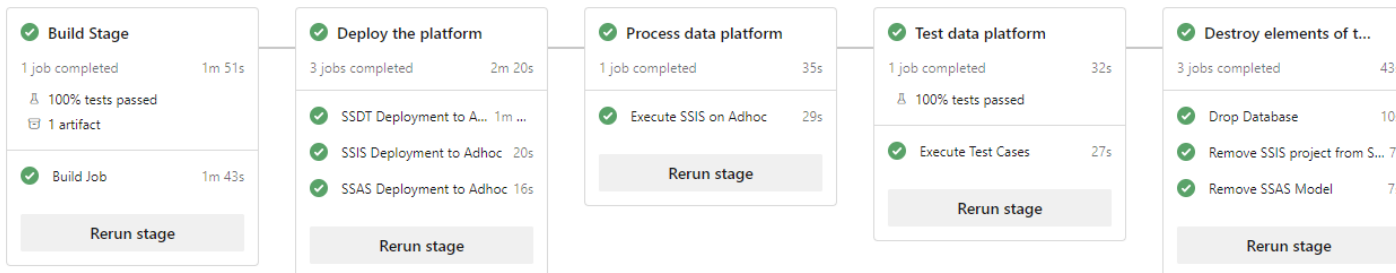 Build Stage
1 job completed 1m 51s
100% tests passed
1 artifact
Build Job 1m 43s
Rerun stage
Deploy the platform
3 jobs completed 2m 20s
SSDT Deployment to A... 1m ...
SSIS Deployment to Adhoc 20s
SSAS Deployment to Adhoc 16s
Rerun stage
Process data platform
1 job completed 35s
Execute SSIS on Adhoc 29s
Rerun stage
Test data platform
1 job completed 32s
100% tests passed
Execute Test Cases 27s
Rerun stage
Destroy elements of t...
3 jobs completed 43
Drop Database 10
Remove SSIS project from S... 7
Remove SSAS Model 7
Rerun stage